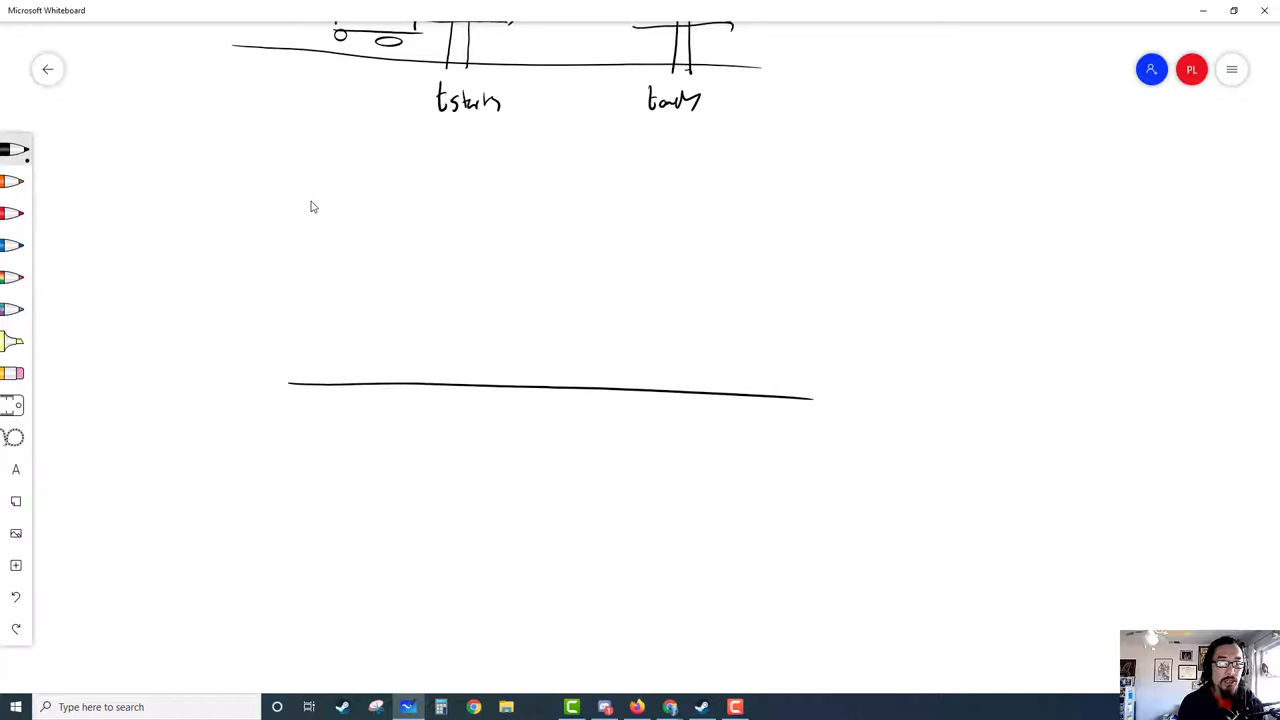 Microsoft Whiteboard
PL
tstart
tend
A
Type here to search